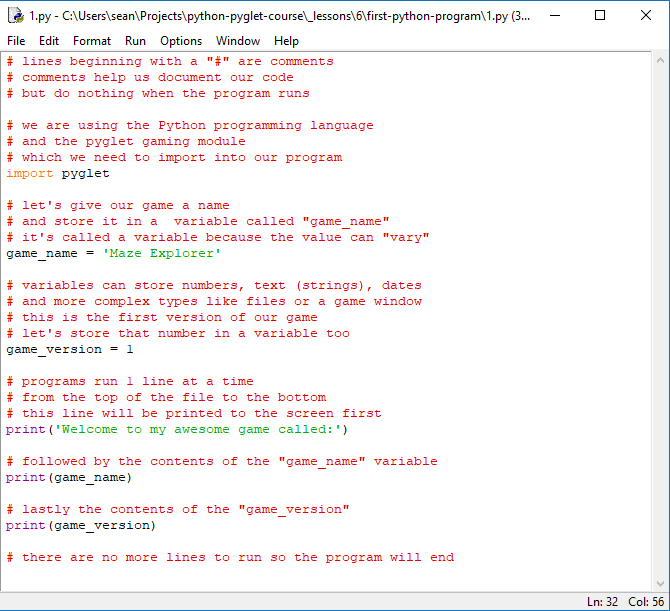 1.py - C:\Users\sean\Projects\python-pyglet-course\_lessons\6\first-python-program\1.py (3...
File Edit Format Run Options Window Help
# lines beginning with a "#" are comments
# comments help us document our code
# but do nothing when the program runs
# we are using the Python programming language
# and the pyglet gaming module
# which we need to import into our program
import pyglet
# let's give our game a name
# and store it in a  variable called "game_name"
# it's called a variable because the value can "vary"
game_name = 'Maze Explorer'
# variables can store numbers, text (strings), dates
# and more complex types like files or a game window
# this is the first version of our game
# let's store that number in a variable too
game_version = 1
# programs run 1 line at a time
# from the top of the file to the bottom
# this line will be printed to the screen first
print('Welcome to my awesome game called:')
# followed by the contents of the "game_name" variable
print(game_name)
# lastly the contents of the "game_version"
print(game_version)
# there are no more lines to run so the program will end
Ln: 32 Col: 56